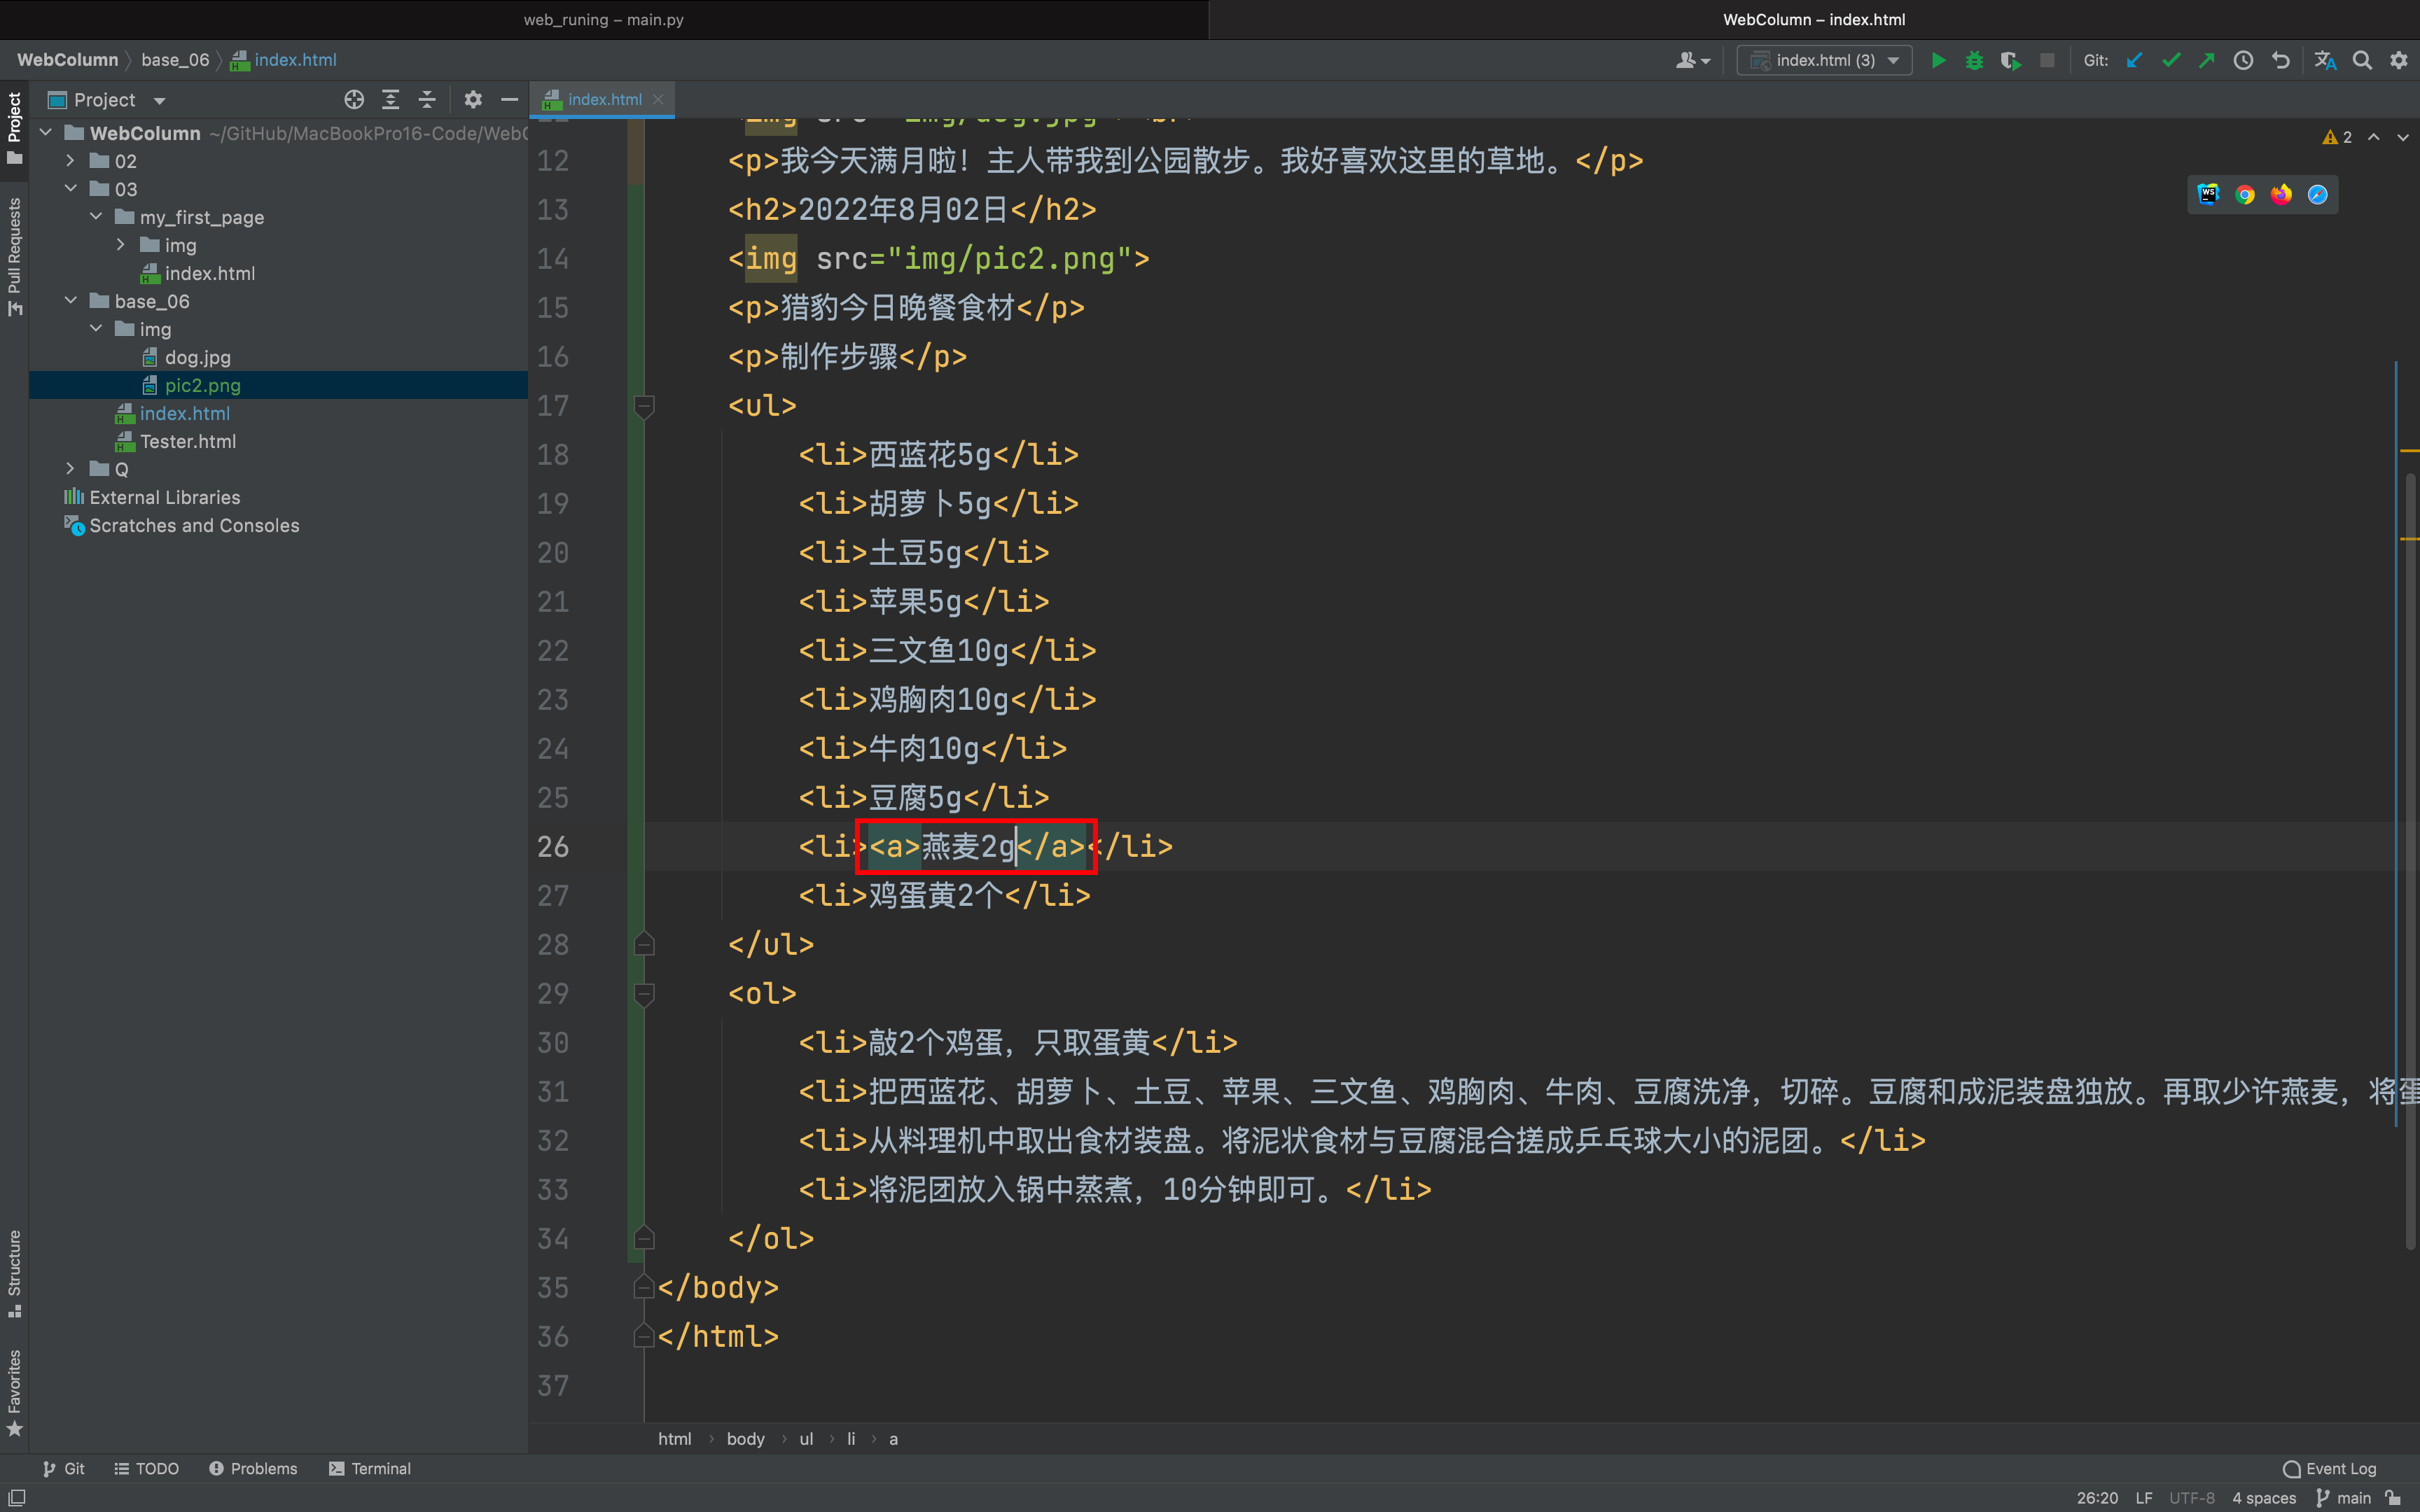 web_runing – main.py
WebColumn – index.html
WebColumn base_06 index.html
index.html (3)
Git:
Project
index.html
Project
Pull Requests
Structure
Favorites
WebColumn ~/GitHub/MacBookPro16-Code/WebC
02
03
my_first_page
img
index.html
base_06
img
dog.jpg
pic2.png
index.html
Tester.html
Q
External Libraries
Scratches and Consoles
2
12 <p>我今天满月啦！主人带我到公园散步。我好喜欢这里的草地。</p>
13 <h2>2022年8月02日</h2>
14 <img src="img/pic2.png">
15 <p>猎豹今日晚餐食材</p>
16 <p>制作步骤</p>
17 <ul>
18 <li>西蓝花5g</li>
19 <li>胡萝卜5g</li>
20 <li>土豆5g</li>
21 <li>苹果5g</li>
22 <li>三文鱼10g</li>
23 <li>鸡胸肉10g</li>
24 <li>牛肉10g</li>
25 <li>豆腐5g</li>
26 <li><a>燕麦2g</a></li>
27 <li>鸡蛋黄2个</li>
28 </ul>
29 <ol>
30 <li>敲2个鸡蛋，只取蛋黄</li>
31 <li>把西蓝花、胡萝卜、土豆、苹果、三文鱼、鸡胸肉、牛肉、豆腐洗净，切碎。豆腐和成泥装盘独放。再取少许燕麦，将蛋
32 <li>从料理机中取出食材装盘。将泥状食材与豆腐混合搓成乒乓球大小的泥团。</li>
33 <li>将泥团放入锅中蒸煮，10分钟即可。</li>
34 </ol>
35 </body>
36 </html>
37
html body ul li a
Git TODO Problems Terminal
Event Log
26:20 LF UTF-8 4 spaces main